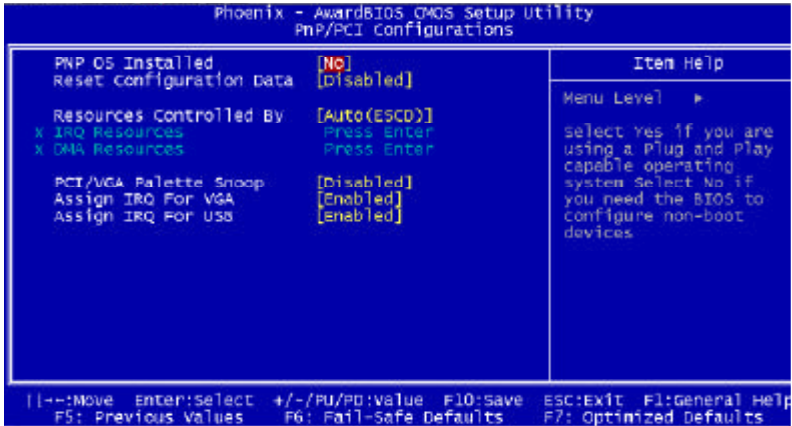 Phoenix - AwardBIOS CMOS Setup Utility
PnP/PCI Configurations
PNP OS Installed [No]
Reset Configuration Data [Disabled]
Resources Controlled By [Auto(ESCD)]
x IRQ Resources Press Enter
x DMA Resources Press Enter
PCI/VGA Palette Snoop [Disabled]
Assign IRQ For VGA [Enabled]
Assign IRQ For USB [Enabled]
Item Help
Menu Level ▶
Select Yes if you are
using a Plug and Play
capable operating
system Select No if
you need the BIOS to
configure non-boot
devices
||→←:Move Enter:Select +/-/PU/PD:Value F10:Save ESC:Exit F1:General Help
F5: Previous Values F6: Fail-Safe Defaults F7: Optimized Defaults